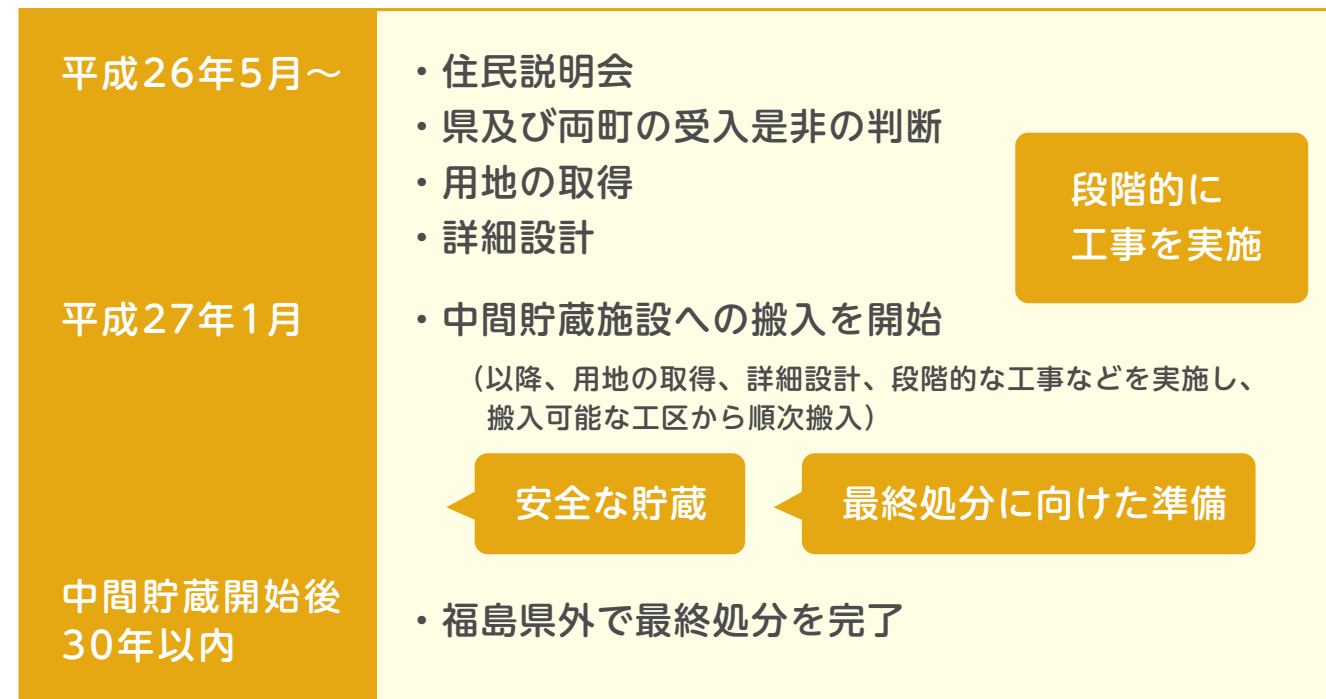 平成26年5月～
・住民説明会
・県及び両町の受入是非の判断
・用地の取得
・詳細設計
段階的に
工事を実施
平成27年1月
・中間貯蔵施設への搬入を開始
（以降、用地の取得、詳細設計、段階的な工事などを実施し、
搬入可能な工区から順次搬入）
安全な貯蔵
最終処分に向けた準備
中間貯蔵開始後
30年以内
・福島県外で最終処分を完了